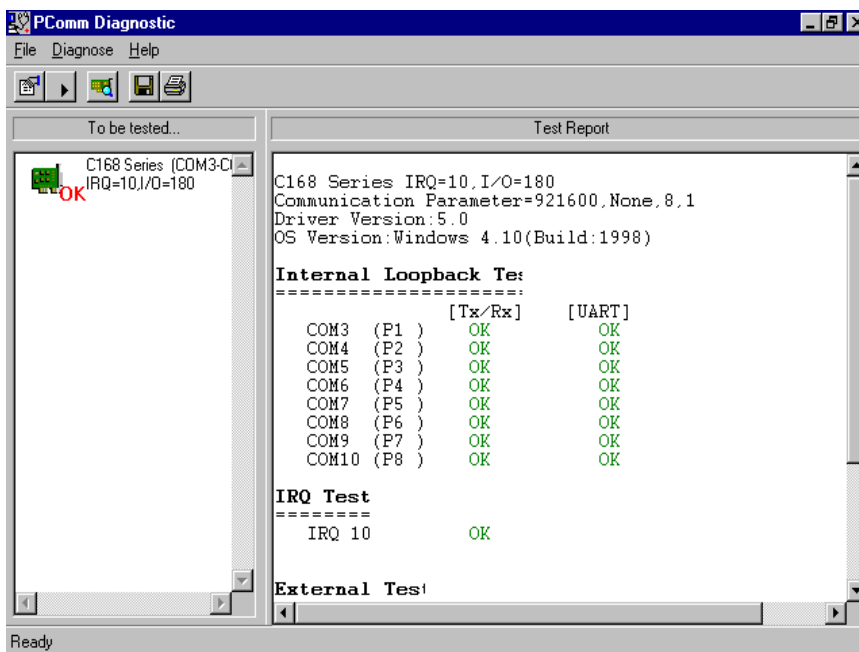 PComm Diagnostic
File Diagnose Help
To be tested...
C168 Series (COM3-C
IRQ=10,I/O=180
OK
Test Report
C168 Series IRQ=10,I/O=180
Communication Parameter=921600,None,8,1
Driver Version:5.0
OS Version:Windows 4.10(Build:1998)
Internal Loopback Tes
======================
[Tx/Rx] [UART]
COM3 (P1 ) OK OK
COM4 (P2 ) OK OK
COM5 (P3 ) OK OK
COM6 (P4 ) OK OK
COM7 (P5 ) OK OK
COM8 (P6 ) OK OK
COM9 (P7 ) OK OK
COM10 (P8 ) OK OK
IRQ Test
========
IRQ 10 OK
External Test
Ready